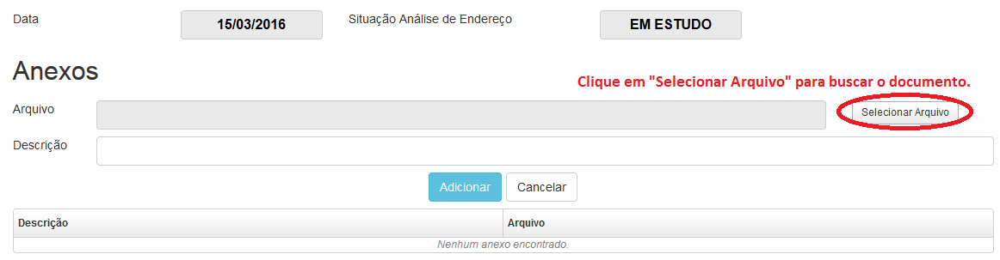 Data 15/03/2016 Situação Análise de Endereço EM ESTUDO
Anexos
Clique em "Selecionar Arquivo" para buscar o documento.
Arquivo Selecionar Arquivo
Descrição
Adicionar Cancelar
Descrição Arquivo
Nenhum anexo encontrado.